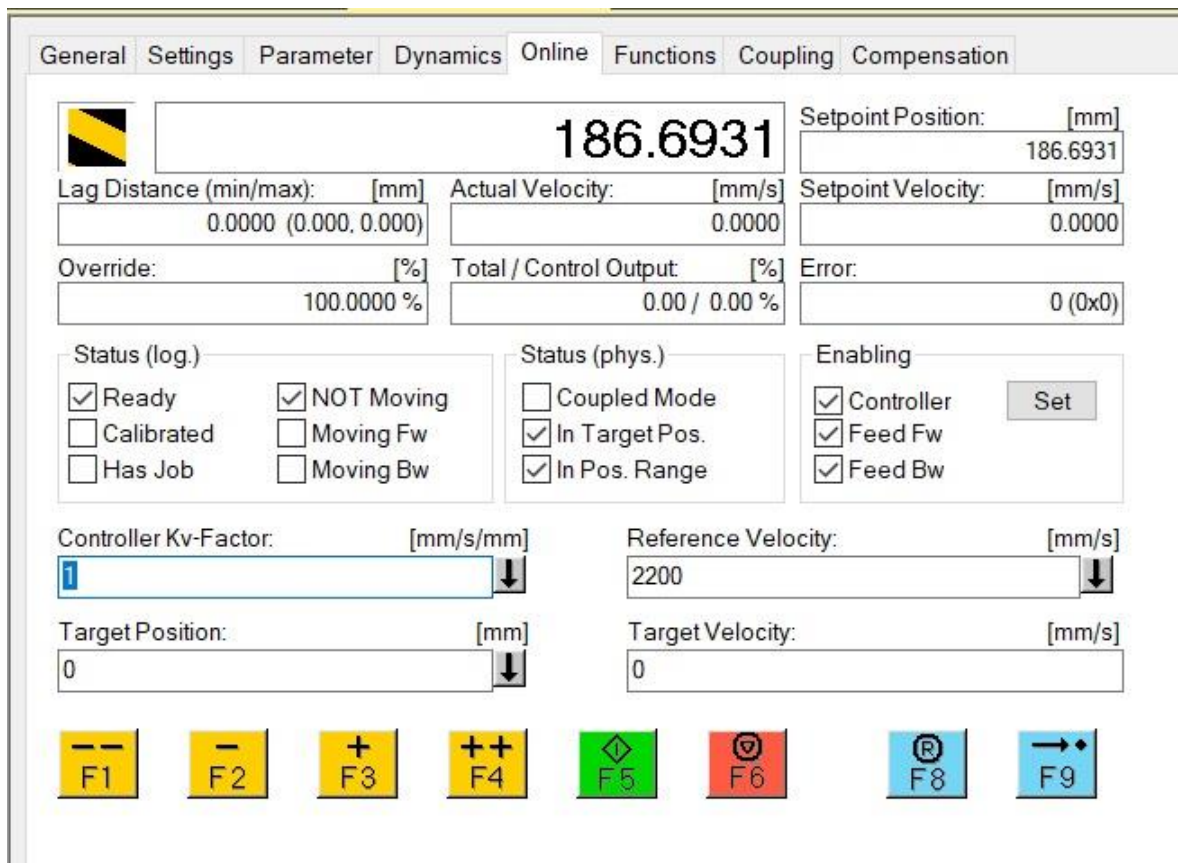 General Settings Parameter Dynamics Online Functions Coupling Compensation
186.6931
Setpoint Position: [mm]
186.6931
Lag Distance (min/max): [mm] Actual Velocity: [mm/s] Setpoint Velocity: [mm/s]
0.0000 (0.000, 0.000) 0.0000 0.0000
Override: [%] Total / Control Output: [%] Error:
100.0000 % 0.00 / 0.00 % 0 (0x0)
Status (log.) Status (phys.) Enabling
Ready NOT Moving Coupled Mode Controller Set
Calibrated Moving Fw In Target Pos. Feed Fw
Has Job Moving Bw In Pos. Range Feed Bw
Controller Kv-Factor: [mm/s/mm] Reference Velocity: [mm/s]
1 2200
Target Position: [mm] Target Velocity: [mm/s]
0 0
-- - + ++ R
F1 F2 F3 F4 F5 F6 F8 F9